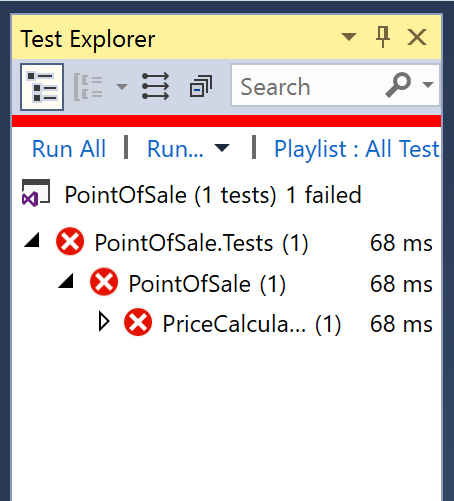 Test Explorer
Search
Run All | Run... | Playlist : All Test
PointOfSale (1 tests) 1 failed
PointOfSale.Tests (1) 68 ms
PointOfSale (1) 68 ms
PriceCalcula... (1) 68 ms